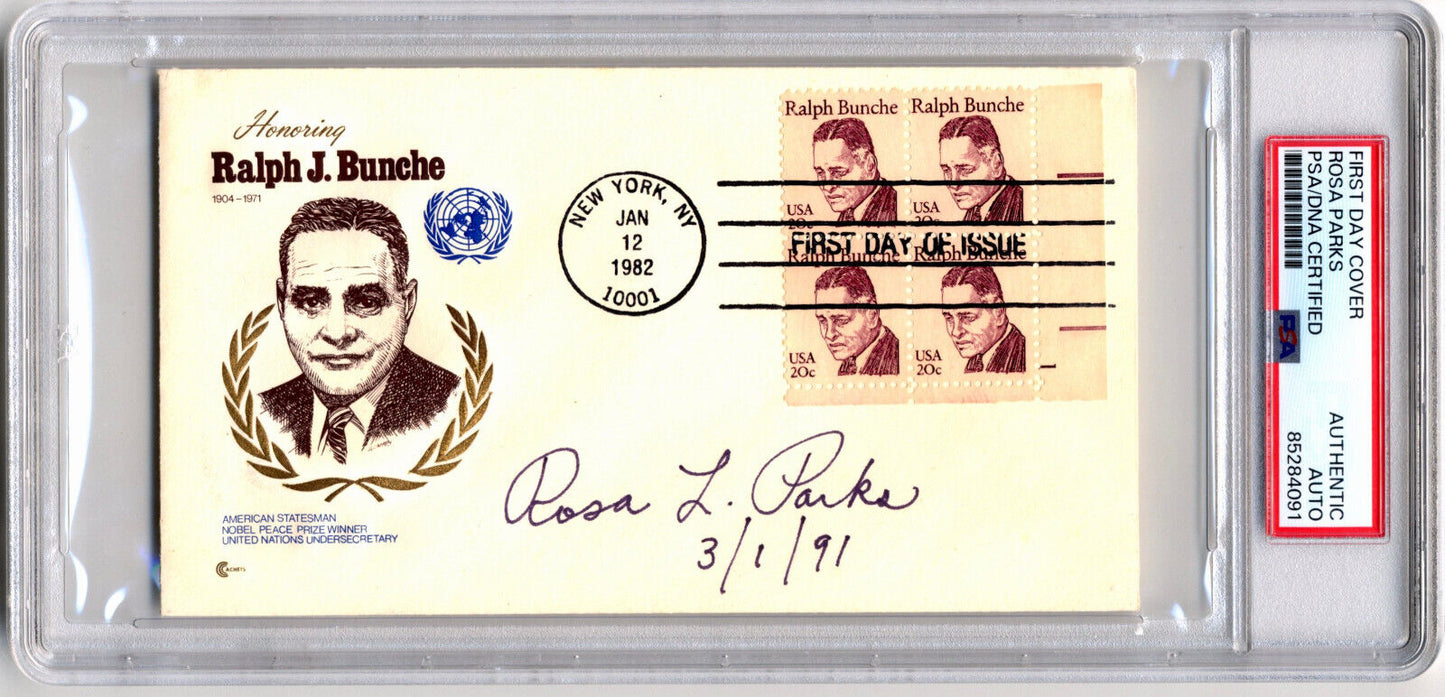 Honoring
Ralph J. Bunche
1904-1971
AMERICAN STATESMAN
NOBEL PEACE PRIZE WINNER
UNITED NATIONS UNDERSECRETARY
ACHETS
NEW YORK, NY
JAN
12
1982
10001
Ralph Bunche Ralph Bunche
USA USA
20c 20c
FIRST DAY OF ISSUE
Ralph Bunche Ralph Bunche
USA USA
20c 20c
Rosa L. Parks
3/1/91
FIRST DAY COVER
ROSA PARKS
PSA/DNA CERTIFIED
PSA
AUTHENTIC
AUTO
85284091